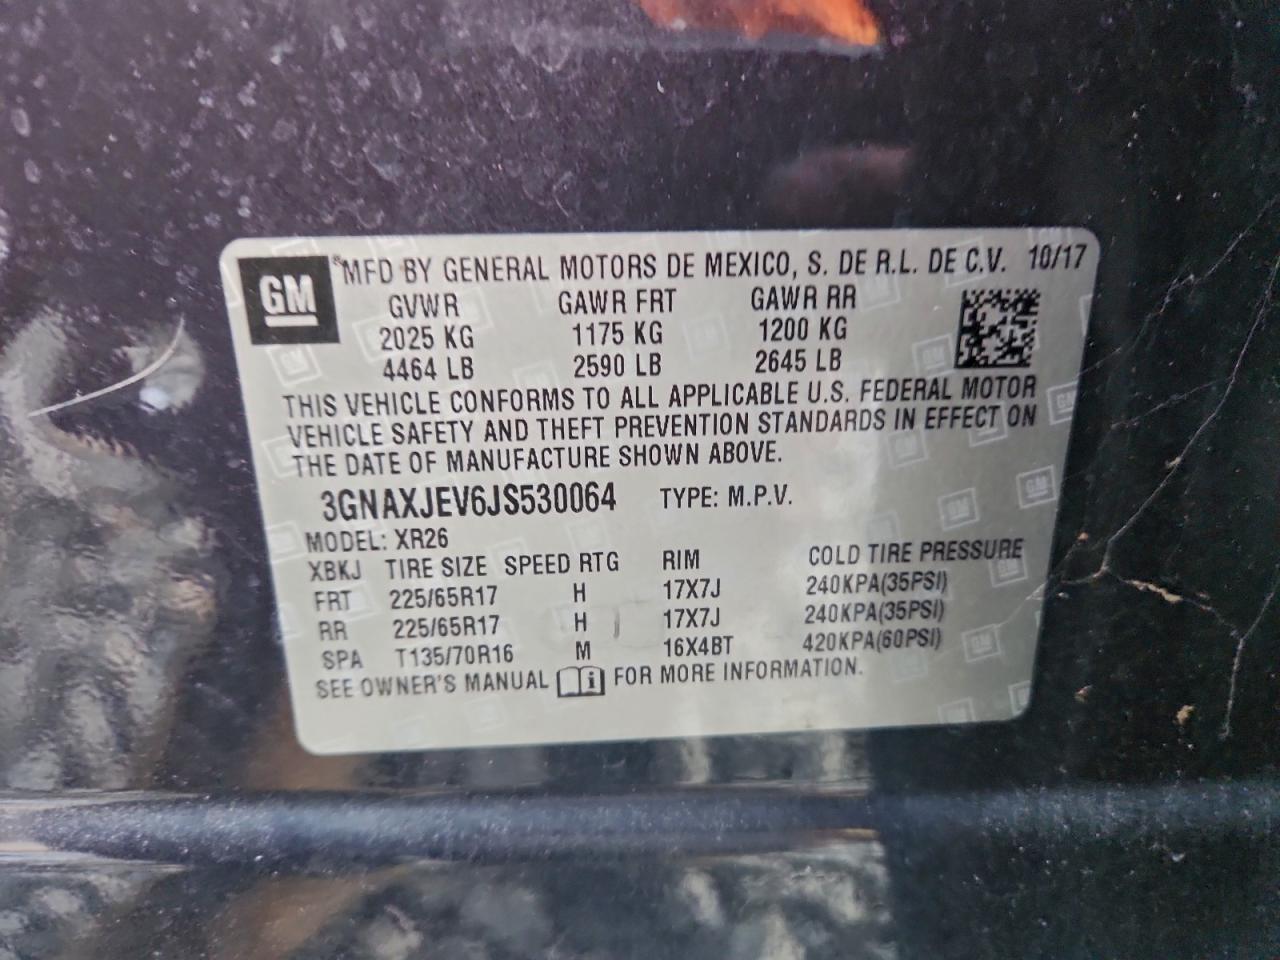 GM
MFD BY GENERAL MOTORS DE MEXICO, S. DE R.L. DE C.V. 10/17
GVWR GAWR FRT GAWR RR
2025 KG 1175 KG 1200 KG
4464 LB 2590 LB 2645 LB
THIS VEHICLE CONFORMS TO ALL APPLICABLE U.S. FEDERAL MOTOR
VEHICLE SAFETY AND THEFT PREVENTION STANDARDS IN EFFECT ON
THE DATE OF MANUFACTURE SHOWN ABOVE.
3GNAXJEV6JS530064 TYPE: M.P.V.
MODEL: XR26
XBKJ TIRE SIZE SPEED RTG RIM COLD TIRE PRESSURE
FRT 225/65R17 H 17X7J 240KPA(35PSI)
RR 225/65R17 H 17X7J 240KPA(35PSI)
SPA T135/70R16 M 16X4BT 420KPA(60PSI)
SEE OWNER'S MANUAL i FOR MORE INFORMATION.